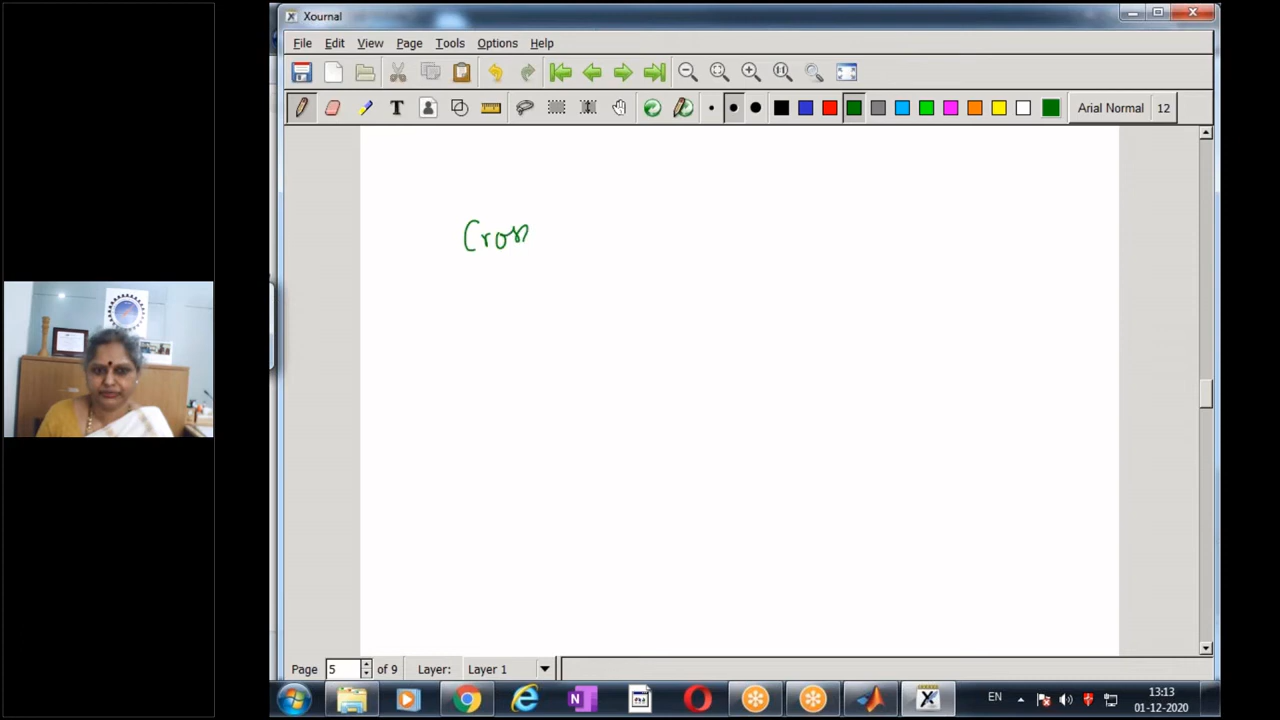 Xournal
File Edit View Page Tools Options Help
Arial Normal 12
Cross
Page 5 of 9 Layer: Layer 1
EN 13:13
01-12-2020